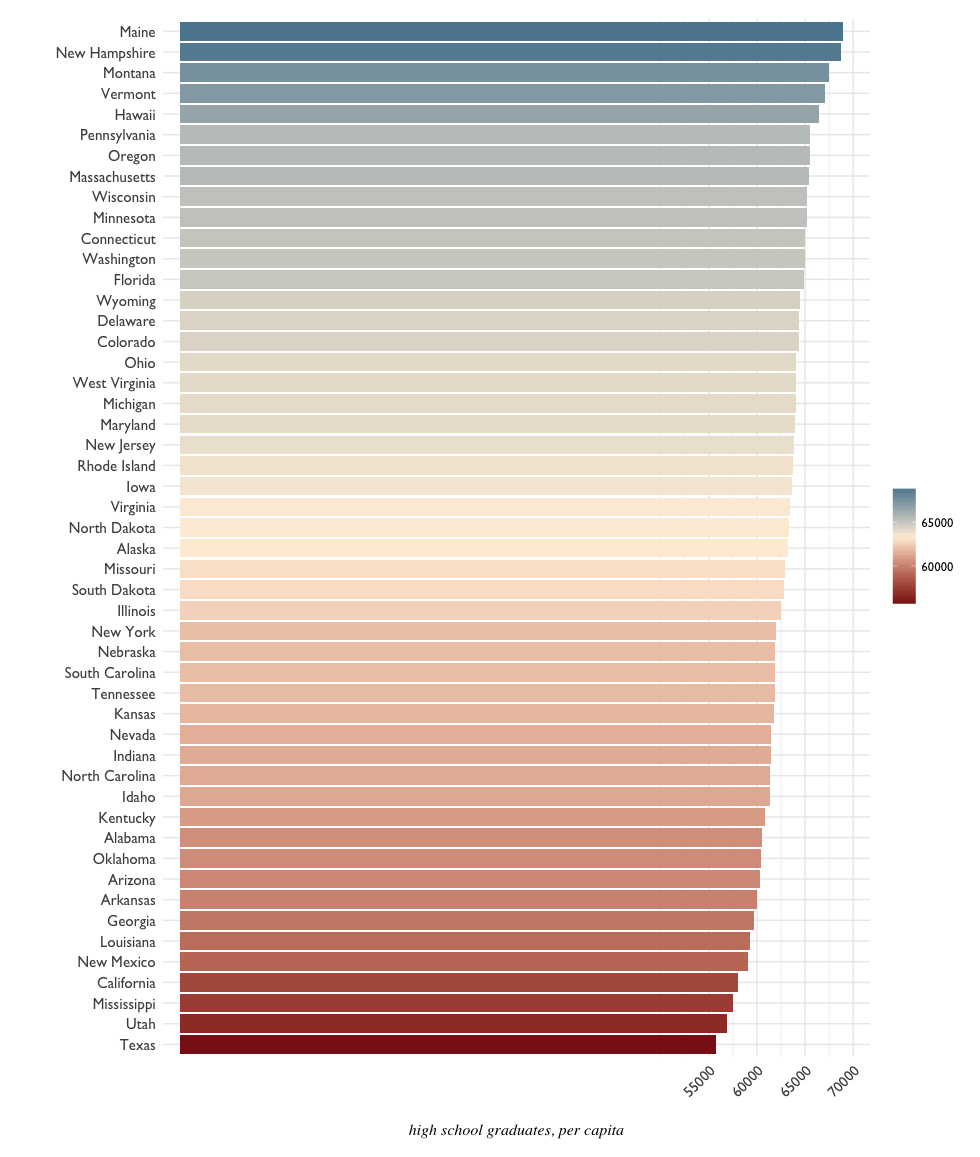 Maine
New Hampshire
Montana
Vermont
Hawaii
Pennsylvania
Oregon
Massachusetts
Wisconsin
Minnesota
Connecticut
Washington
Florida
Wyoming
Delaware
Colorado
Ohio
West Virginia
Michigan
Maryland
New Jersey
Rhode Island
Iowa
Virginia
North Dakota
Alaska
Missouri
South Dakota
Illinois
New York
Nebraska
South Carolina
Tennessee
Kansas
Nevada
Indiana
North Carolina
Idaho
Kentucky
Alabama
Oklahoma
Arizona
Arkansas
Georgia
Louisiana
New Mexico
California
Mississippi
Utah
Texas
65000
60000
55000
60000
65000
70000
high school graduates, per capita